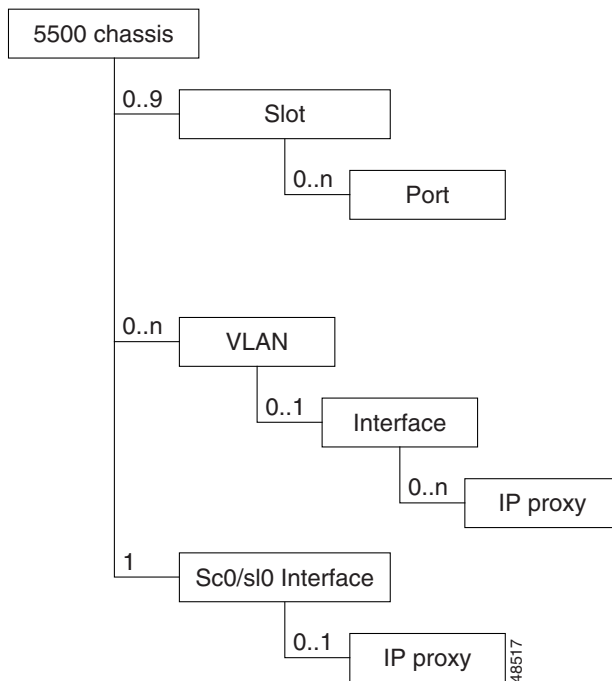 5500 chassis
0..9
Slot
0..n
Port
0..n
VLAN
0..1
Interface
0..n
IP proxy
1
Sc0/sl0 Interface
0..1
IP proxy
48517